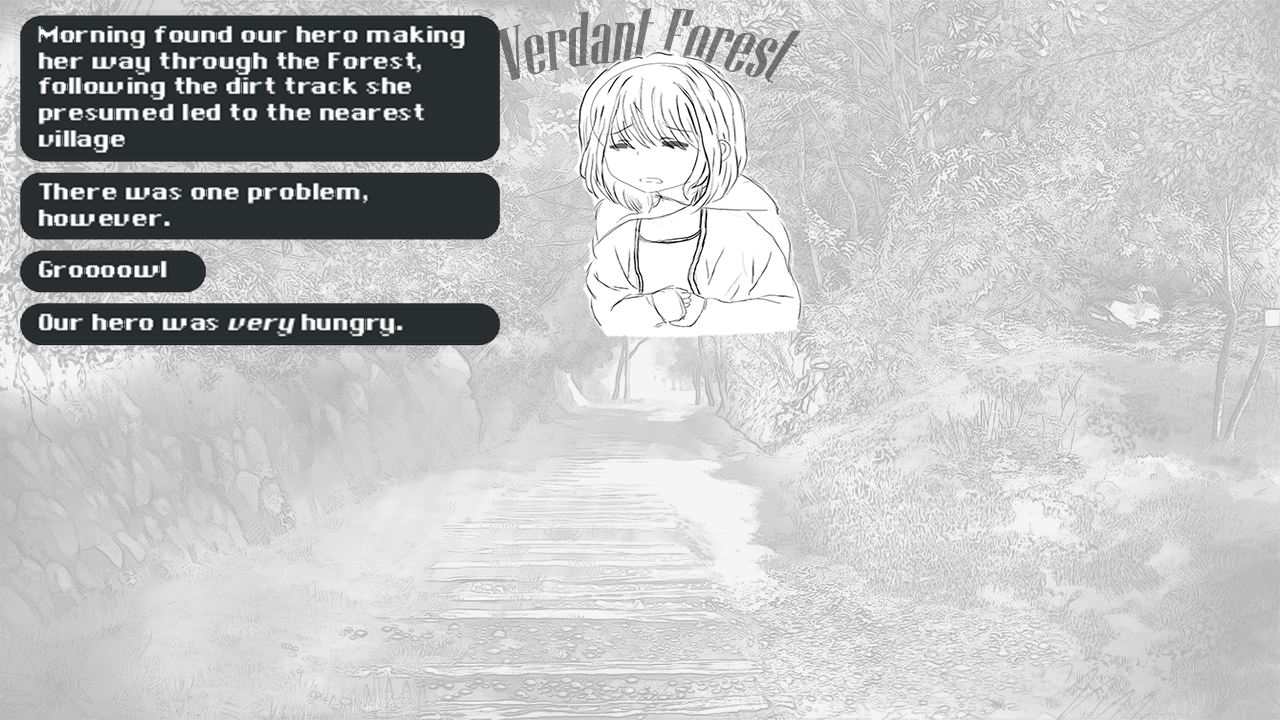 Verdant Forest
Morning found our hero making
her way through the Forest,
following the dirt track she
presumed led to the nearest
village
There was one problem,
however.
Groooowl
Our hero was very hungry.